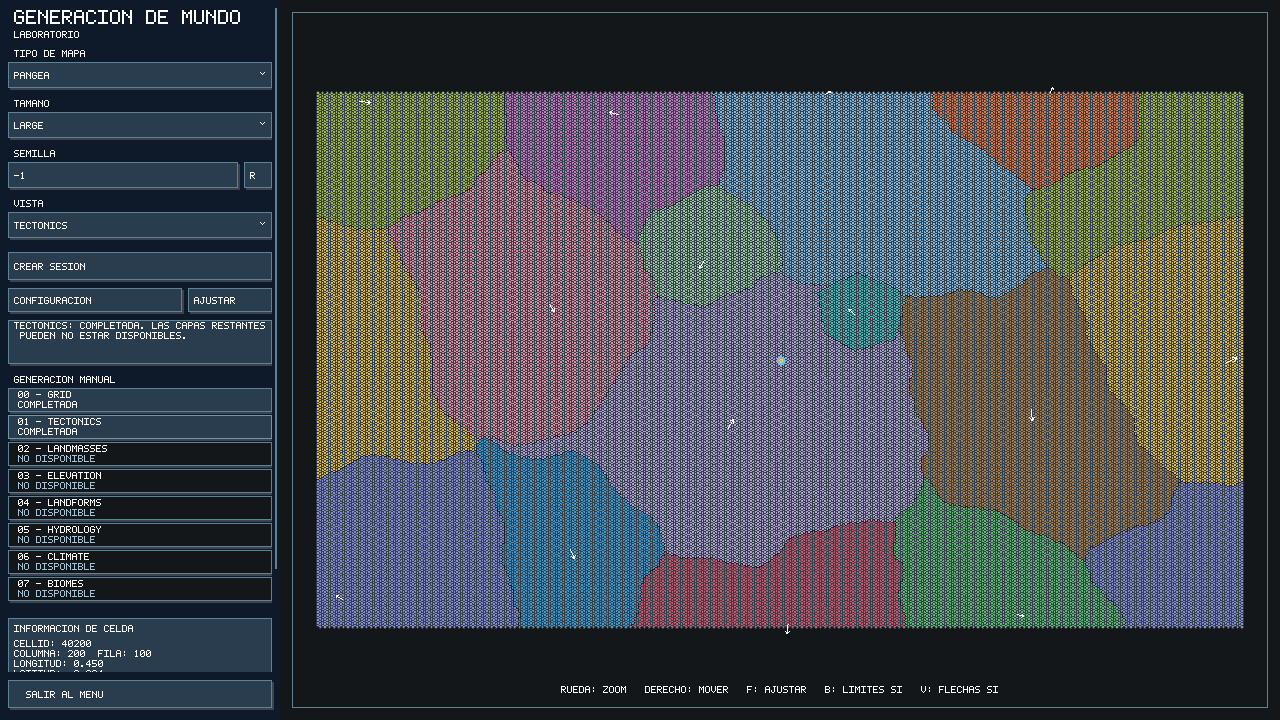 GENERACION DE MUNDO
LABORATORIO
TIPO DE MAPA
PANGEA
TAMANO
LARGE
SEMILLA
-1
R
VISTA
TECTONICS
CREAR SESION
CONFIGURACION
AJUSTAR
TECTONICS: COMPLETADA. LAS CAPAS RESTANTES
PUEDEN NO ESTAR DISPONIBLES.
GENERACION MANUAL
00 - GRID
COMPLETADA
01 - TECTONICS
COMPLETADA
02 - LANDMASSES
NO DISPONIBLE
03 - ELEVATION
NO DISPONIBLE
04 - LANDFORMS
NO DISPONIBLE
05 - HYDROLOGY
NO DISPONIBLE
06 - CLIMATE
NO DISPONIBLE
07 - BIOMES
NO DISPONIBLE
INFORMACION DE CELDA
CELLID: 40200
COLUMNA: 200 FILA: 100
LONGITUD: 0.450
SALIR AL MENU
RUEDA: ZOOM DERECHO: MOVER F: AJUSTAR B: LIMITES SI V: FLECHAS SI